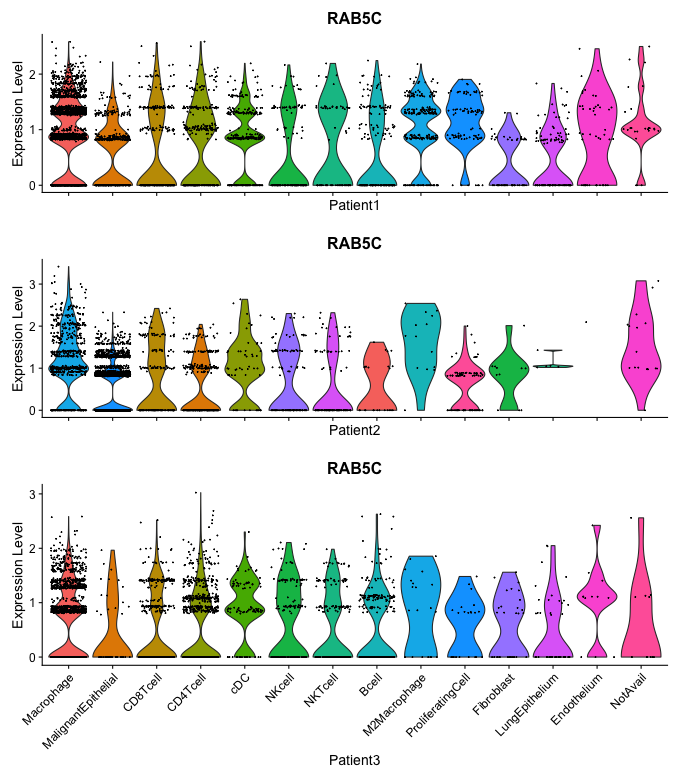 RAB5C
Expression Level
2
1
0
Patient1
RAB5C
Expression Level
3
2
1
0
Patient2
RAB5C
Expression Level
3
2
1
0
Macrophage
MalignantEpithelial
CD8Tcell
CD4Tcell
cDC
NKcell
NKTcell
Bcell
M2Macrophage
ProliferatingCell
Fibroblast
LungEpithelium
Endothelium
NotAvail
Patient3